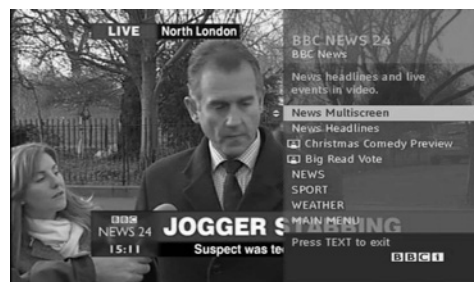 LIVE North London
BBC NEWS 24
BBC News
News headlines and live
events in video.
News Multiscreen
News Headlines
Christmas Comedy Preview
Big Read Vote
NEWS
SPORT
WEATHER
MAIN MENU
Press TEXT to exit
BBCi
BBC
NEWS 24
15:11
JOGGER STABBING
Suspect was